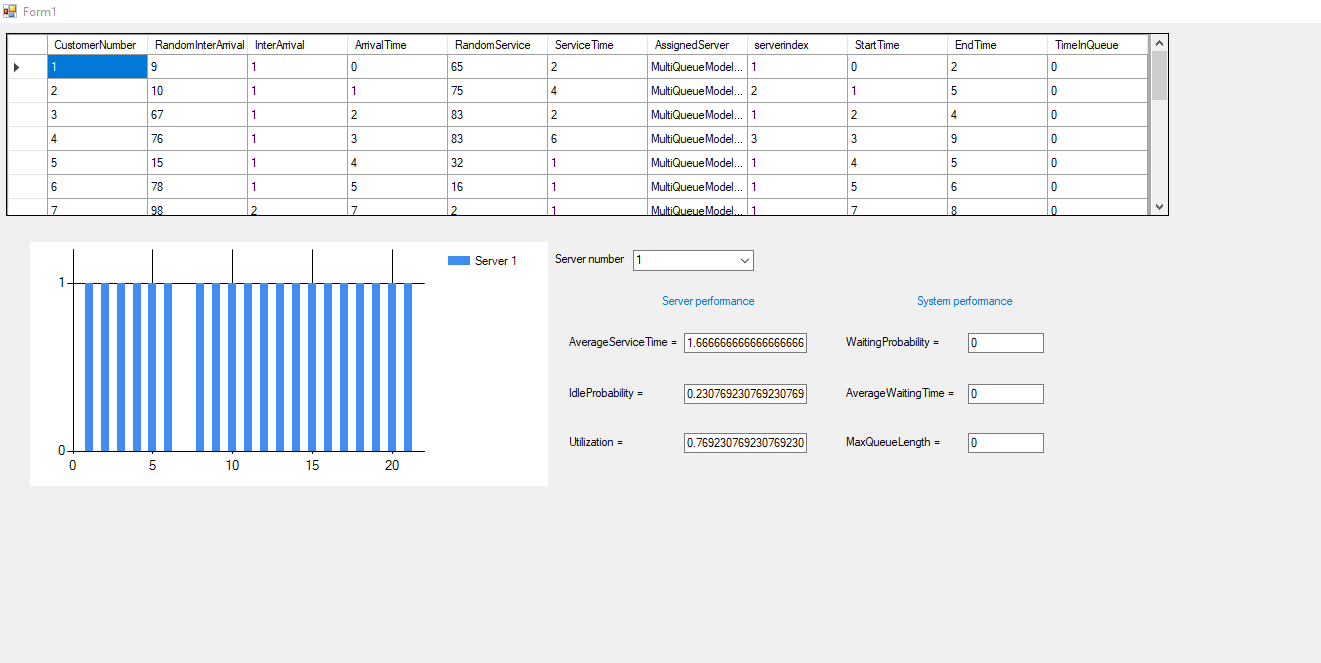 Form1
CustomerNumber RandomInterArrival InterArrival ArrivalTime RandomService ServiceTime AssignedServer serverindex StartTime EndTime TimeInQueue
1 9 1 0 65 2 MultiQueueModel... 1 0 2 0
2 10 1 1 75 4 MultiQueueModel... 2 1 5 0
3 67 1 2 83 2 MultiQueueModel... 1 2 4 0
4 76 1 3 83 6 MultiQueueModel... 3 3 9 0
5 15 1 4 32 1 MultiQueueModel... 1 4 5 0
6 78 1 5 16 1 MultiQueueModel... 1 5 6 0
7 98 2 7 2 1 MultiQueueModel... 1 7 8 0
Server 1
1
0
0 5 10 15 20
Server number 1
Server performance System performance
AverageServiceTime = 1.666666666666666666 WaitingProbability = 0
IdleProbability = 0.230769230769230769 AverageWaitingTime = 0
Utilization = 0.769230769230769230 MaxQueueLength = 0